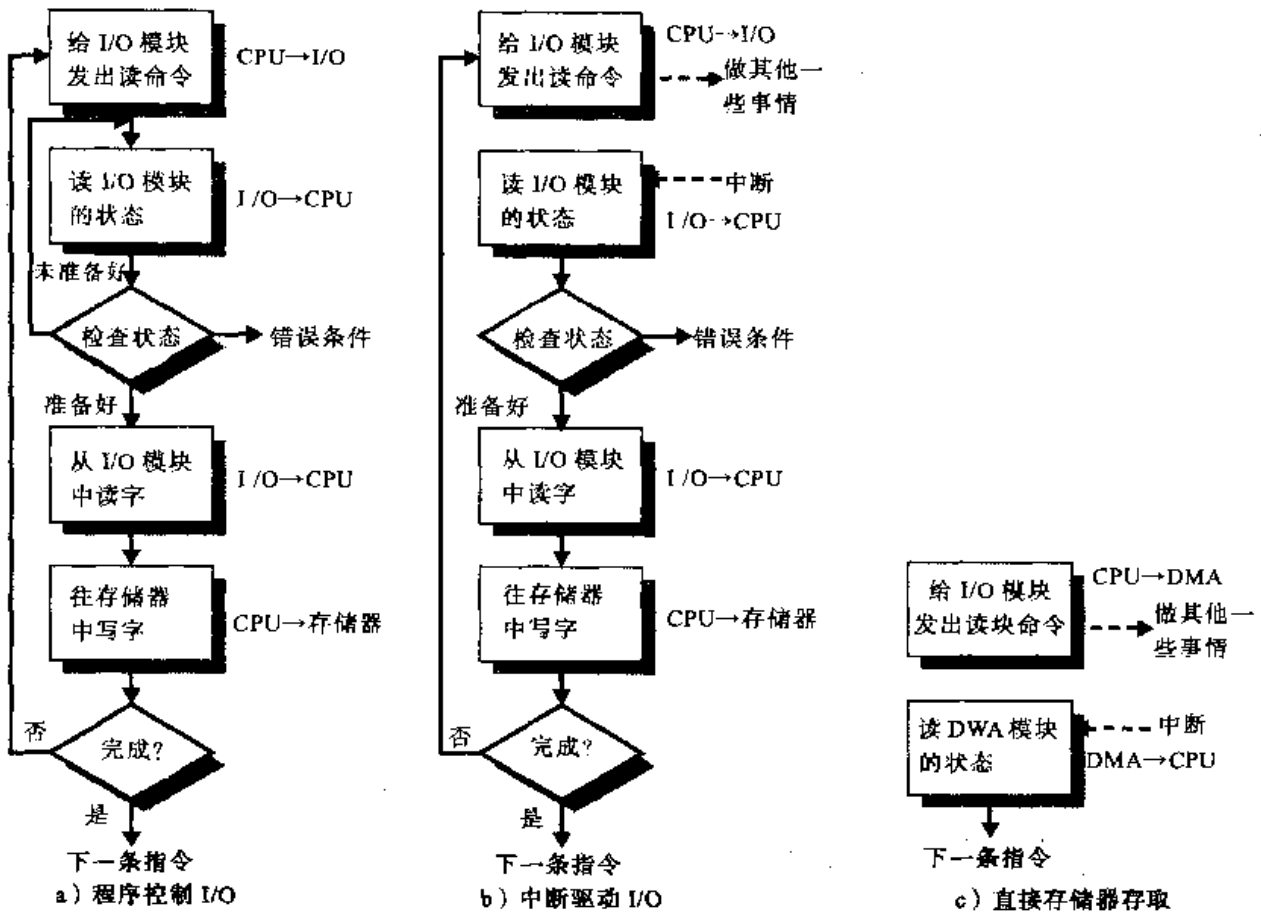 给 I/O 模块
发出读命令
CPU→I/O
读 I/O 模块
的状态
I/O→CPU
未准备好
检查状态
错误条件
准备好
从 I/O 模块
中读字
I/O→CPU
往存储器
中写字
CPU→存储器
否
完成?
是
下一条指令
a）程序控制 I/O
给 I/O 模块
发出读命令
CPU→I/O
做其他一
些事情
读 I/O 模块
的状态
中断
I/O→CPU
检查状态
错误条件
准备好
从 I/O 模块
中读字
I/O→CPU
往存储器
中写字
CPU→存储器
否
完成?
是
下一条指令
b）中断驱动 I/O
给 I/O 模块
发出读块命令
CPU→DMA
做其他一
些事情
读 DWA 模块
的状态
中断
DMA→CPU
下一条指令
c）直接存储器存取